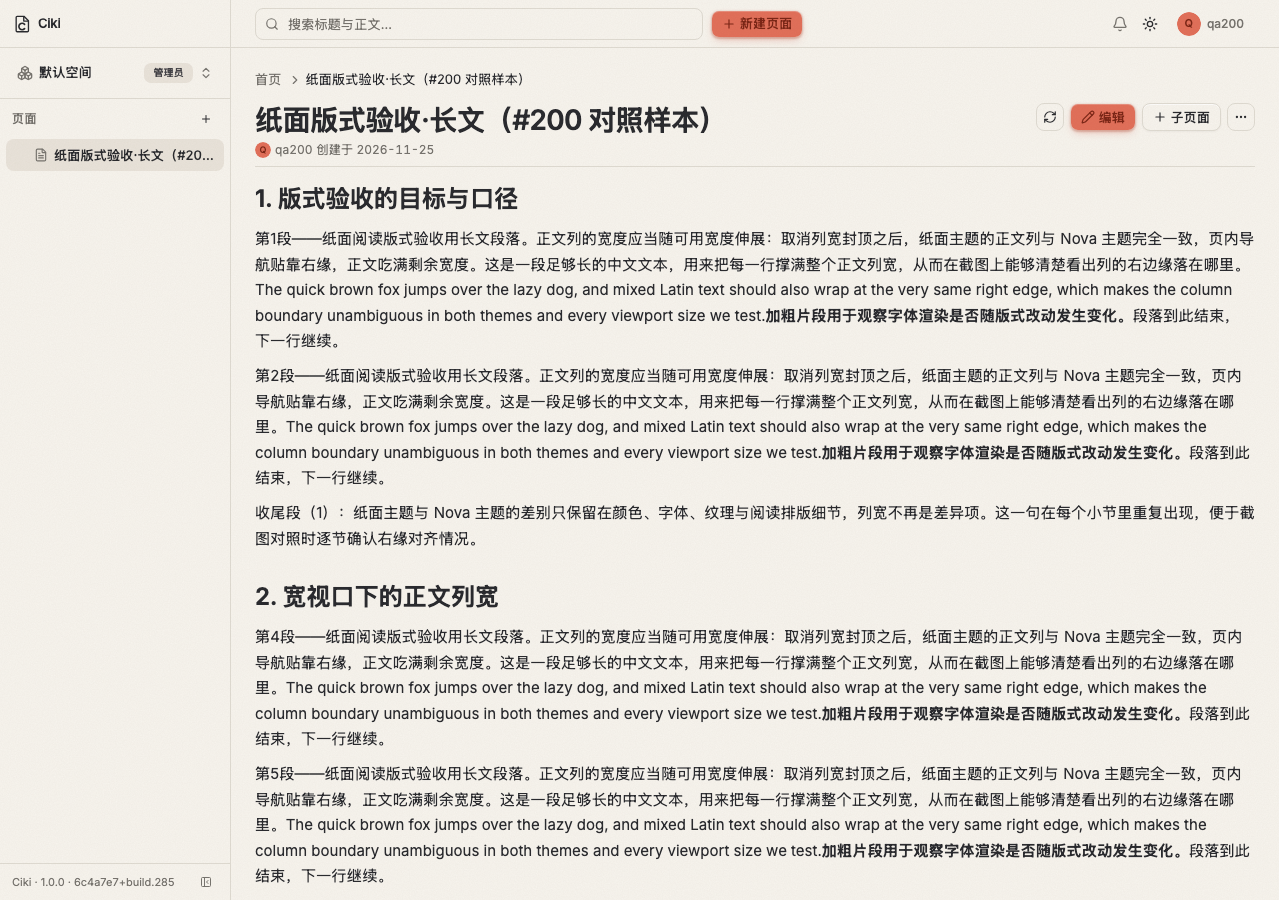 Ciki
搜索标题与正文...
新建页面
Q
qa200
默认空间
管理员
页面
纸面版式验收·长文（#20...
首页
纸面版式验收·长文（#200 对照样本）
纸面版式验收·长文（#200 对照样本）
编辑
子页面
Q qa200 创建于 2026-11-25
1. 版式验收的目标与口径
第1段——纸面阅读版式验收用长文段落。正文列的宽度应当随可用宽度伸展：取消列宽封顶之后，纸面主题的正文列与 Nova 主题完全一致，页内导
航贴靠右缘，正文吃满剩余宽度。这是一段足够长的中文文本，用来把每一行撑满整个正文列宽，从而在截图上能够清楚看出列的右边缘落在哪里。
The quick brown fox jumps over the lazy dog, and mixed Latin text should also wrap at the very same right edge, which makes the column
boundary unambiguous in both themes and every viewport size we test.加粗片段用于观察字体渲染是否随版式改动发生变化。段落到此结束，
下一行继续。
第2段——纸面阅读版式验收用长文段落。正文列的宽度应当随可用宽度伸展：取消列宽封顶之后，纸面主题的正文列与 Nova 主题完全一致，页内
导航贴靠右缘，正文吃满剩余宽度。这是一段足够长的中文文本，用来把每一行撑满整个正文列宽，从而在截图上能够清楚看出列的右边缘落在哪
里。The quick brown fox jumps over the lazy dog, and mixed Latin text should also wrap at the very same right edge, which makes the
column boundary unambiguous in both themes and every viewport size we test.加粗片段用于观察字体渲染是否随版式改动发生变化。段落到此
结束，下一行继续。
收尾段（1）：纸面主题与 Nova 主题的差别只保留在颜色、字体、纹理与阅读排版细节，列宽不再是差异项。这一句在每个小节里重复出现，便于截
图对照时逐节确认右缘对齐情况。
2. 宽视口下的正文列宽
第4段——纸面阅读版式验收用长文段落。正文列的宽度应当随可用宽度伸展：取消列宽封顶之后，纸面主题的正文列与 Nova 主题完全一致，页内
导航贴靠右缘，正文吃满剩余宽度。这是一段足够长的中文文本，用来把每一行撑满整个正文列宽，从而在截图上能够清楚看出列的右边缘落在哪
里。The quick brown fox jumps over the lazy dog, and mixed Latin text should also wrap at the very same right edge, which makes the
column boundary unambiguous in both themes and every viewport size we test.加粗片段用于观察字体渲染是否随版式改动发生变化。段落到此
结束，下一行继续。
第5段——纸面阅读版式验收用长文段落。正文列的宽度应当随可用宽度伸展：取消列宽封顶之后，纸面主题的正文列与 Nova 主题完全一致，页内
导航贴靠右缘，正文吃满剩余宽度。这是一段足够长的中文文本，用来把每一行撑满整个正文列宽，从而在截图上能够清楚看出列的右边缘落在哪
里。The quick brown fox jumps over the lazy dog, and mixed Latin text should also wrap at the very same right edge, which makes the
column boundary unambiguous in both themes and every viewport size we test.加粗片段用于观察字体渲染是否随版式改动发生变化。段落到此
结束，下一行继续。
Ciki · 1.0.0 · 6c4a7e7+build.285